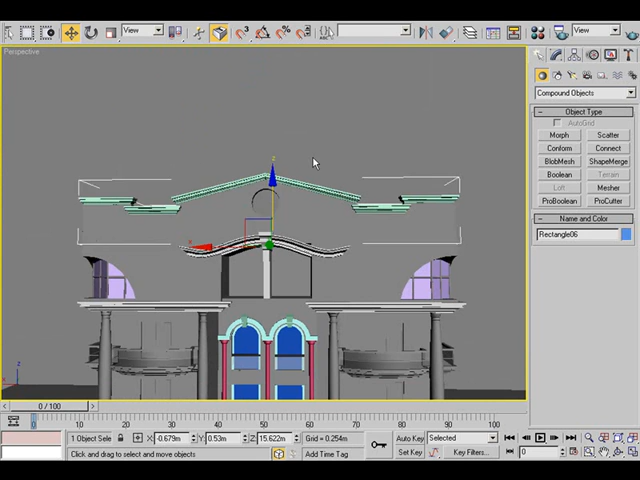 View
3
View
Perspective
z
x
z
x
Compound Objects
Object Type
AutoGrid
Morph Scatter
Conform Connect
BlobMesh ShapeMerge
Boolean Terrain
Loft Mesher
ProBoolean ProCutter
Name and Color
Rectangle06
0 / 100
0 10 20 30 40 50 60 70 80 90 100
1 Object Sele X: -0.679m Y: 0.53m Z: 15.622m Grid = 0.254m Auto Key Selected
Click and drag to select and move objects Add Time Tag Set Key Key Filters... 0